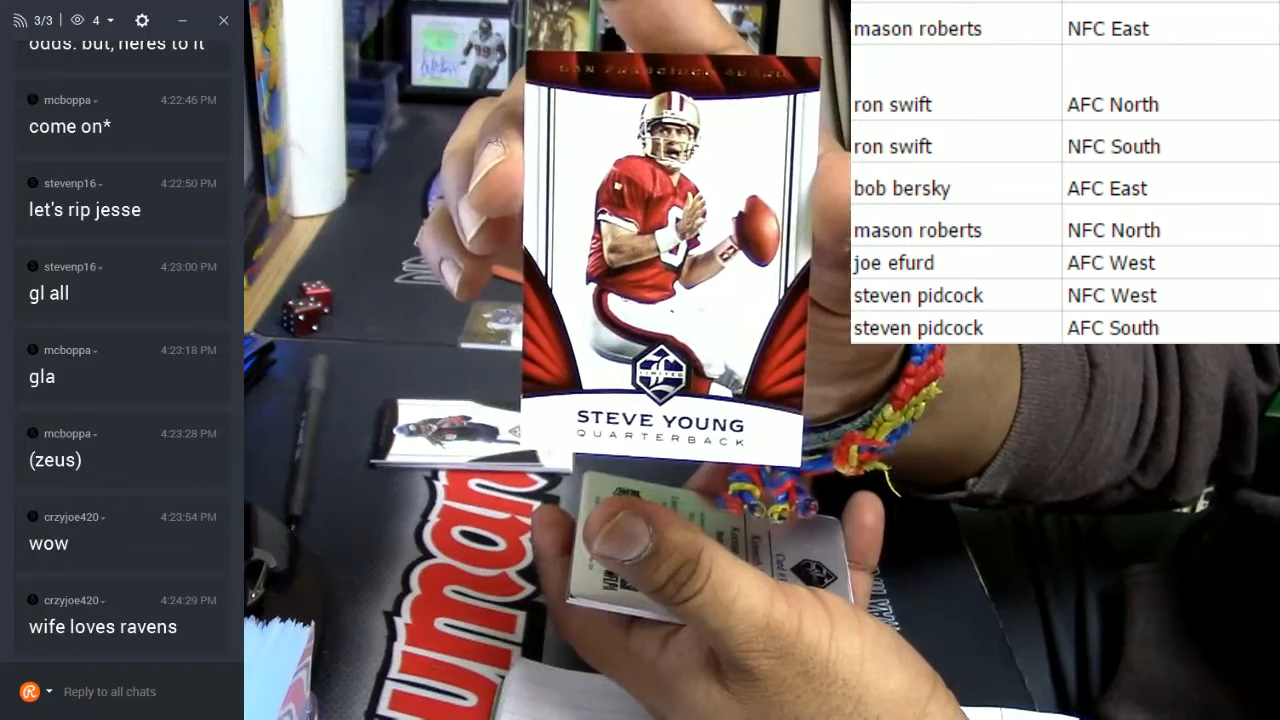 3/3
4
odds. but, heres to it
mcboppa
4:22:46 PM
come on*
stevenp16
4:22:50 PM
let's rip jesse
stevenp16
4:23:00 PM
gl all
mcboppa
4:23:18 PM
gla
mcboppa
4:23:28 PM
(zeus)
crzyjoe420
4:23:54 PM
wow
crzyjoe420
4:24:29 PM
wife loves ravens
Reply to all chats
mason roberts NFC East
ron swift AFC North
ron swift NFC South
bob bersky AFC East
mason roberts NFC North
joe efurd AFC West
steven pidcock NFC West
steven pidcock AFC South
SAN FRANCISCO 49ERS
LIMITED
STEVE YOUNG
QUARTERBACK
uman